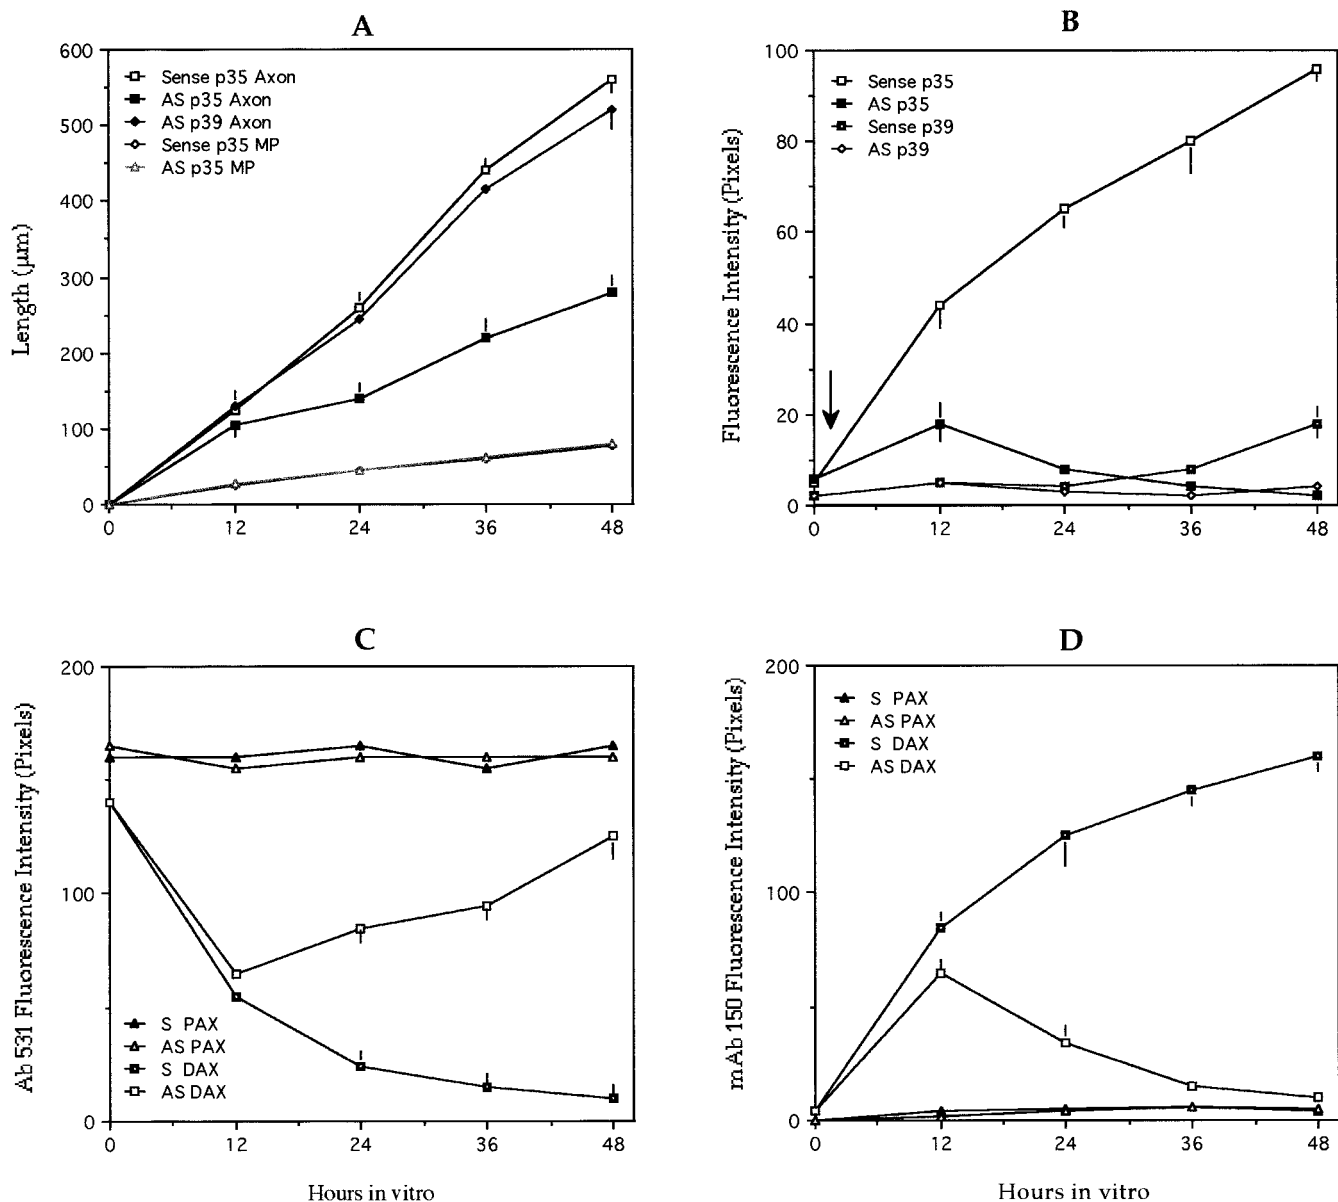 A
600
500
400
300
200
100
0
0 12 24 36 48
Length (µm)
Sense p35 Axon
AS p35 Axon
AS p39 Axon
Sense p35 MP
AS p35 MP
B
100
80
60
40
20
0
0 12 24 36 48
Fluorescence Intensity (Pixels)
Sense p35
AS p35
Sense p39
AS p39
C
200
100
0
0 12 24 36 48
Ab 531 Fluorescence Intensity (Pixels)
S PAX
AS PAX
S DAX
AS DAX
Hours in vitro
D
200
100
0
0 12 24 36 48
mAb 150 Fluorescence Intensity (Pixels)
S PAX
AS PAX
S DAX
AS DAX
Hours in vitro